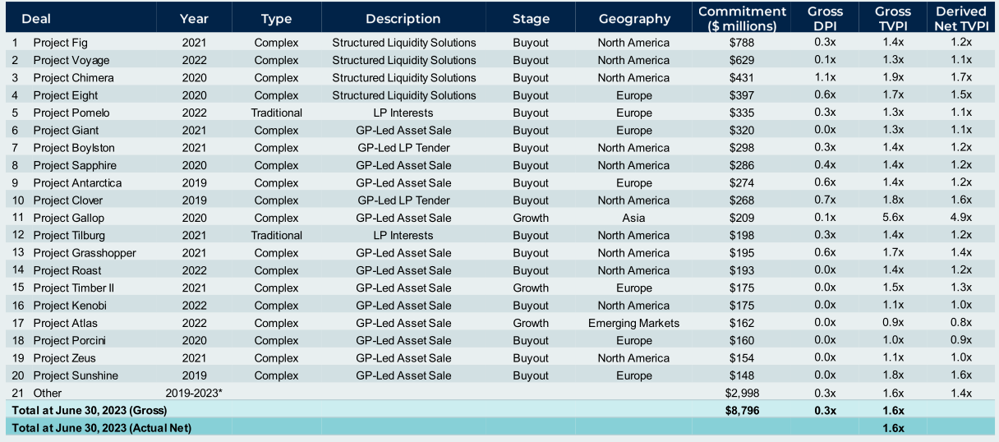 Deal Year Type Description Stage Geography Commitment ($ millions) Gross DPI Gross TVPI Derived Net TVPI
1 Project Fig 2021 Complex Structured Liquidity Solutions Buyout North America $788 0.3x 1.4x 1.2x
2 Project Voyage 2022 Complex Structured Liquidity Solutions Buyout North America $629 0.1x 1.3x 1.1x
3 Project Chimera 2020 Complex Structured Liquidity Solutions Buyout North America $431 1.1x 1.9x 1.7x
4 Project Eight 2020 Complex Structured Liquidity Solutions Buyout Europe $397 0.6x 1.7x 1.5x
5 Project Pomelo 2022 Traditional LP Interests Buyout Europe $335 0.3x 1.3x 1.1x
6 Project Giant 2021 Complex GP-Led Asset Sale Buyout Europe $320 0.0x 1.3x 1.1x
7 Project Boylston 2021 Complex GP-Led LP Tender Buyout North America $298 0.3x 1.4x 1.2x
8 Project Sapphire 2020 Complex GP-Led Asset Sale Buyout North America $286 0.4x 1.4x 1.2x
9 Project Antarctica 2019 Complex GP-Led Asset Sale Buyout Europe $274 0.6x 1.4x 1.2x
10 Project Clover 2019 Complex GP-Led LP Tender Buyout North America $268 0.7x 1.8x 1.6x
11 Project Gallop 2020 Complex GP-Led Asset Sale Growth Asia $209 0.1x 5.6x 4.9x
12 Project Tilburg 2021 Traditional LP Interests Buyout North America $198 0.3x 1.4x 1.2x
13 Project Grasshopper 2021 Complex GP-Led Asset Sale Buyout North America $195 0.6x 1.7x 1.4x
14 Project Roast 2022 Complex GP-Led Asset Sale Buyout North America $193 0.0x 1.4x 1.2x
15 Project Timber II 2021 Complex GP-Led Asset Sale Growth Europe $175 0.0x 1.5x 1.3x
16 Project Kenobi 2022 Complex GP-Led Asset Sale Buyout North America $175 0.0x 1.1x 1.0x
17 Project Atlas 2022 Complex GP-Led Asset Sale Growth Emerging Markets $162 0.0x 0.9x 0.8x
18 Project Porcini 2020 Complex GP-Led Asset Sale Buyout Europe $160 0.0x 1.0x 0.9x
19 Project Zeus 2021 Complex GP-Led Asset Sale Buyout North America $154 0.0x 1.1x 1.0x
20 Project Sunshine 2019 Complex GP-Led Asset Sale Buyout Europe $148 0.0x 1.8x 1.6x
21 Other 2019-2023* $2,998 0.3x 1.6x 1.4x
Total at June 30, 2023 (Gross) $8,796 0.3x 1.6x
Total at June 30, 2023 (Actual Net) 1.6x